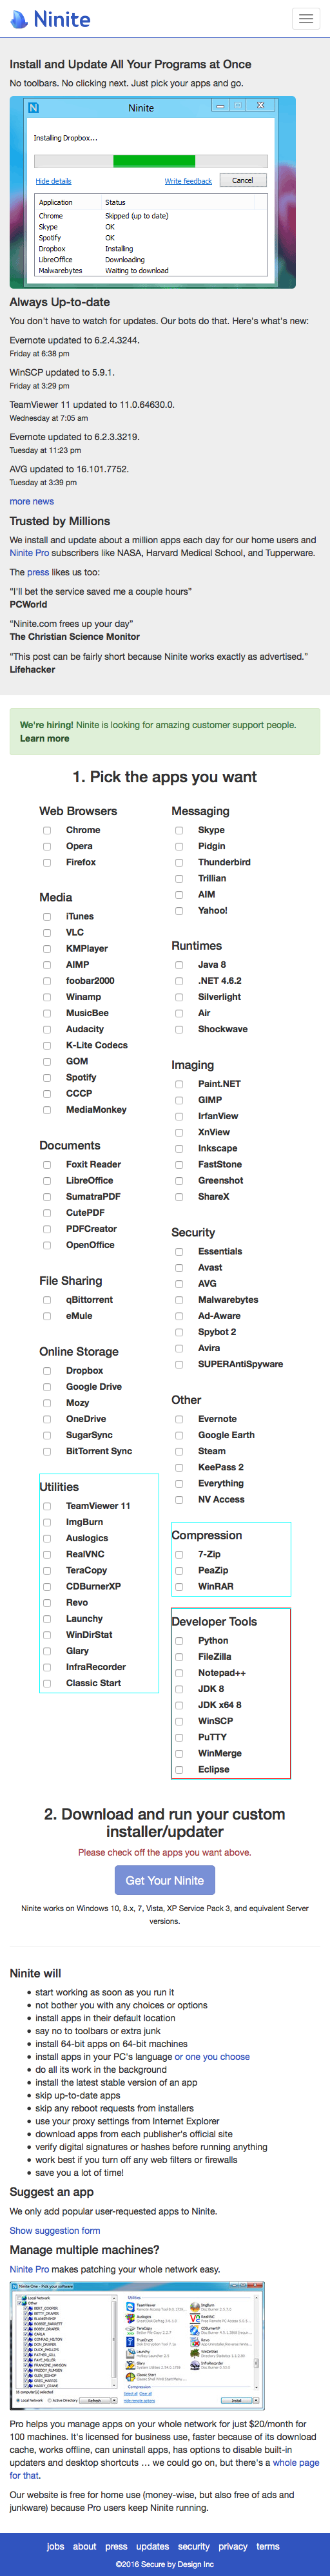 Ninite
Install and Update All Your Programs at Once
No toolbars. No clicking next. Just pick your apps and go.
Ninite
Installing Dropbox...
Hide details Write feedback Cancel
Application Status
Chrome Skipped (up to date)
Skype OK
Spotify OK
Dropbox Installing
LibreOffice Downloading
Malwarebytes Waiting to download
Always Up-to-date
You don't have to watch for updates. Our bots do that. Here's what's new:
Evernote updated to 6.2.4.3244.
Friday at 6:38 pm
WinSCP updated to 5.9.1.
Friday at 3:29 pm
TeamViewer 11 updated to 11.0.64630.0.
Wednesday at 7:05 am
Evernote updated to 6.2.3.3219.
Tuesday at 11:23 pm
AVG updated to 16.101.7752.
Tuesday at 3:39 pm
more news
Trusted by Millions
We install and update about a million apps each day for our home users and
Ninite Pro subscribers like NASA, Harvard Medical School, and Tupperware.
The press likes us too:
"I'll bet the service saved me a couple hours"
PCWorld
"Ninite.com frees up your day"
The Christian Science Monitor
"This post can be fairly short because Ninite works exactly as advertised."
Lifehacker
We're hiring! Ninite is looking for amazing customer support people.
Learn more
1. Pick the apps you want
Web Browsers
Chrome
Opera
Firefox
Media
iTunes
VLC
KMPlayer
AIMP
foobar2000
Winamp
MusicBee
Audacity
K-Lite Codecs
GOM
Spotify
CCCP
MediaMonkey
Documents
Foxit Reader
LibreOffice
SumatraPDF
CutePDF
PDFCreator
OpenOffice
File Sharing
qBittorrent
eMule
Online Storage
Dropbox
Google Drive
Mozy
OneDrive
SugarSync
BitTorrent Sync
Utilities
TeamViewer 11
ImgBurn
Auslogics
RealVNC
TeraCopy
CDBurnerXP
Revo
Launchy
WinDirStat
Glary
InfraRecorder
Classic Start
Messaging
Skype
Pidgin
Thunderbird
Trillian
AIM
Yahoo!
Runtimes
Java 8
.NET 4.6.2
Silverlight
Air
Shockwave
Imaging
Paint.NET
GIMP
IrfanView
XnView
Inkscape
FastStone
Greenshot
ShareX
Security
Essentials
Avast
AVG
Malwarebytes
Ad-Aware
Spybot 2
Avira
SUPERAntiSpyware
Other
Evernote
Google Earth
Steam
KeePass 2
Everything
NV Access
Compression
7-Zip
PeaZip
WinRAR
Developer Tools
Python
FileZilla
Notepad++
JDK 8
JDK x64 8
WinSCP
PuTTY
WinMerge
Eclipse
2. Download and run your custom
installer/updater
Please check off the apps you want above.
Get Your Ninite
Ninite works on Windows 10, 8.x, 7, Vista, XP Service Pack 3, and equivalent Server
versions.
Ninite will
start working as soon as you run it
not bother you with any choices or options
install apps in their default location
say no to toolbars or extra junk
install 64-bit apps on 64-bit machines
install apps in your PC's language or one you choose
do all its work in the background
install the latest stable version of an app
skip up-to-date apps
skip any reboot requests from installers
use your proxy settings from Internet Explorer
download apps from each publisher's official site
verify digital signatures or hashes before running anything
work best if you turn off any web filters or firewalls
save you a lot of time!
Suggest an app
We only add popular user-requested apps to Ninite.
Show suggestion form
Manage multiple machines?
Ninite Pro makes patching your whole network easy.
Pro helps you manage apps on your whole network for just $20/month for
100 machines. It's licensed for business use, faster because of its download
cache, works offline, can uninstall apps, has options to disable built-in
updaters and desktop shortcuts … we could go on, but there's a whole page
for that.
Our website is free for home use (money-wise, but also free of ads and
junkware) because Pro users keep Ninite running.
jobs about press updates security privacy terms
©2016 Secure by Design Inc